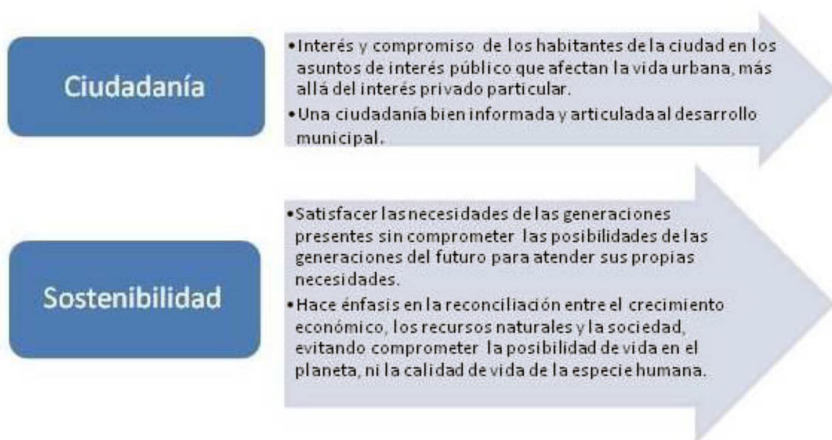 Ciudadanía
•Interés y compromiso de los habitantes de la ciudad en los
asuntos de interés público que afectan la vida urbana, más
allá del interés privado particular.
•Una ciudadanía bien informada y articulada al desarrollo
municipal.
Sostenibilidad
•Satisfacer las necesidades de las generaciones
presentes sin comprometer las posibilidades de las
generaciones del futuro para atender sus propias
necesidades.
•Hace énfasis en la reconciliación entre el crecimiento
económico, los recursos naturales y la sociedad,
evitando comprometer la posibilidad de vida en el
planeta, ni la calidad de vida de la especie humana.